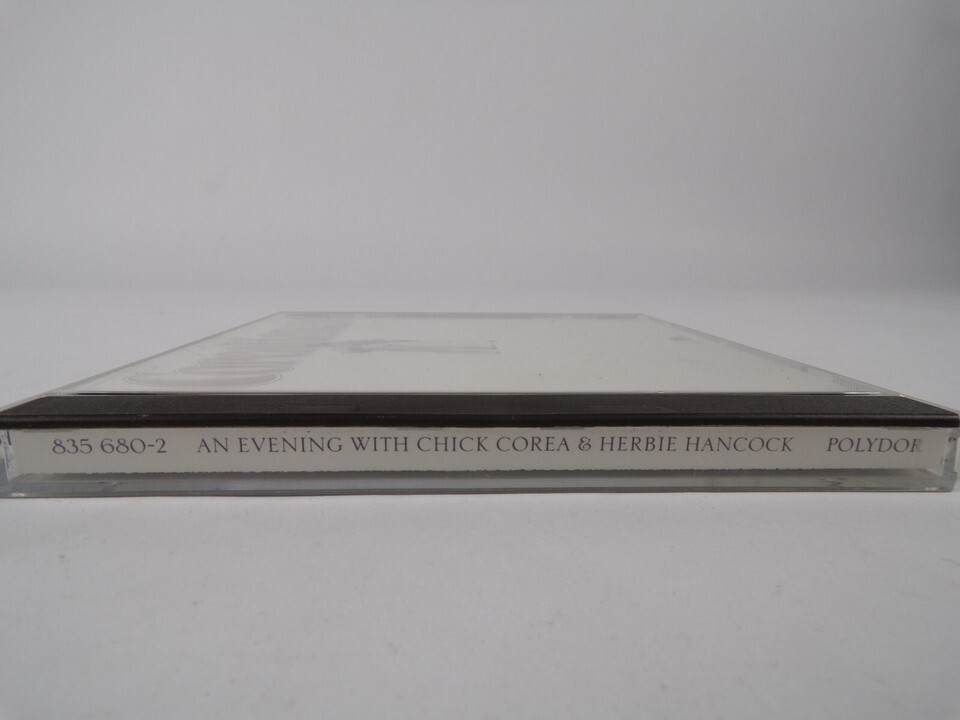 835 680-2 AN EVENING WITH CHICK COREA & HERBIE HANCOCK POLYDOR